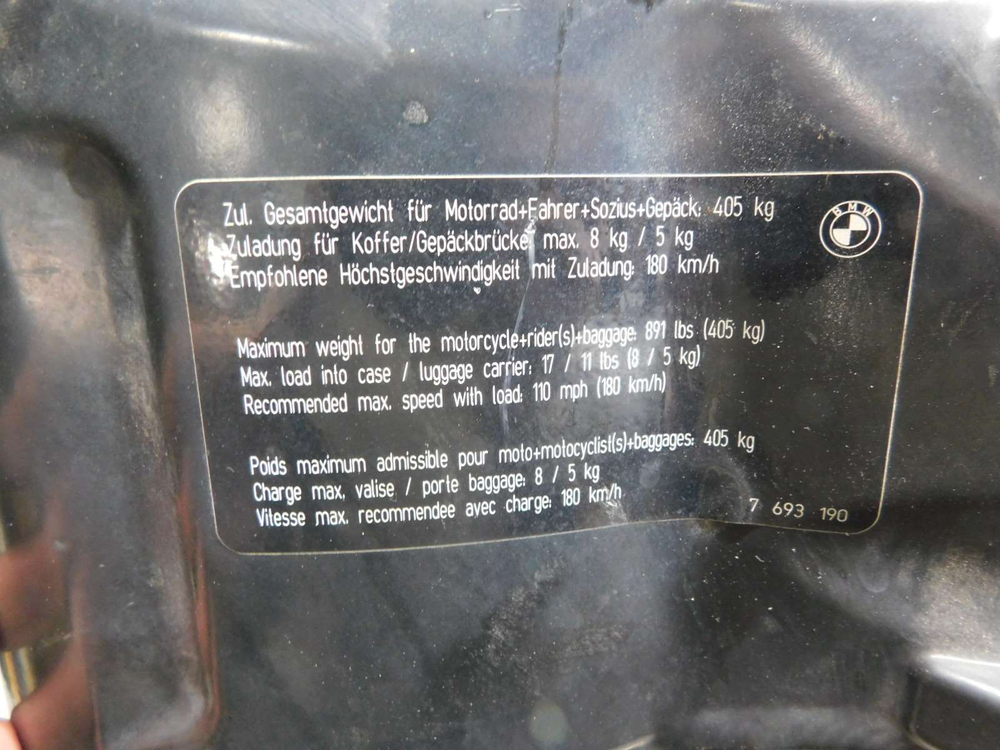 Zul. Gesamtgewicht für Motorrad+Fahrer+Sozius+Gepäck: 405 kg
BMW
Zuladung für Koffer/Gepäckbrücke: max. 8 kg / 5 kg
Empfohlene Höchstgeschwindigkeit mit Zuladung: 180 km/h
Maximum weight for the motorcycle+rider(s)+baggage: 891 lbs (405 kg)
Max. load into case / luggage carrier: 17 / 11 lbs (8 / 5 kg)
Recommended max. speed with load: 110 mph (180 km/h)
Poids maximum admissible pour moto+motocyclist(s)+baggages: 405 kg
Charge max. valise / porte baggage: 8 / 5 kg
Vitesse max. recommendee avec charge: 180 km/h
7 693 190